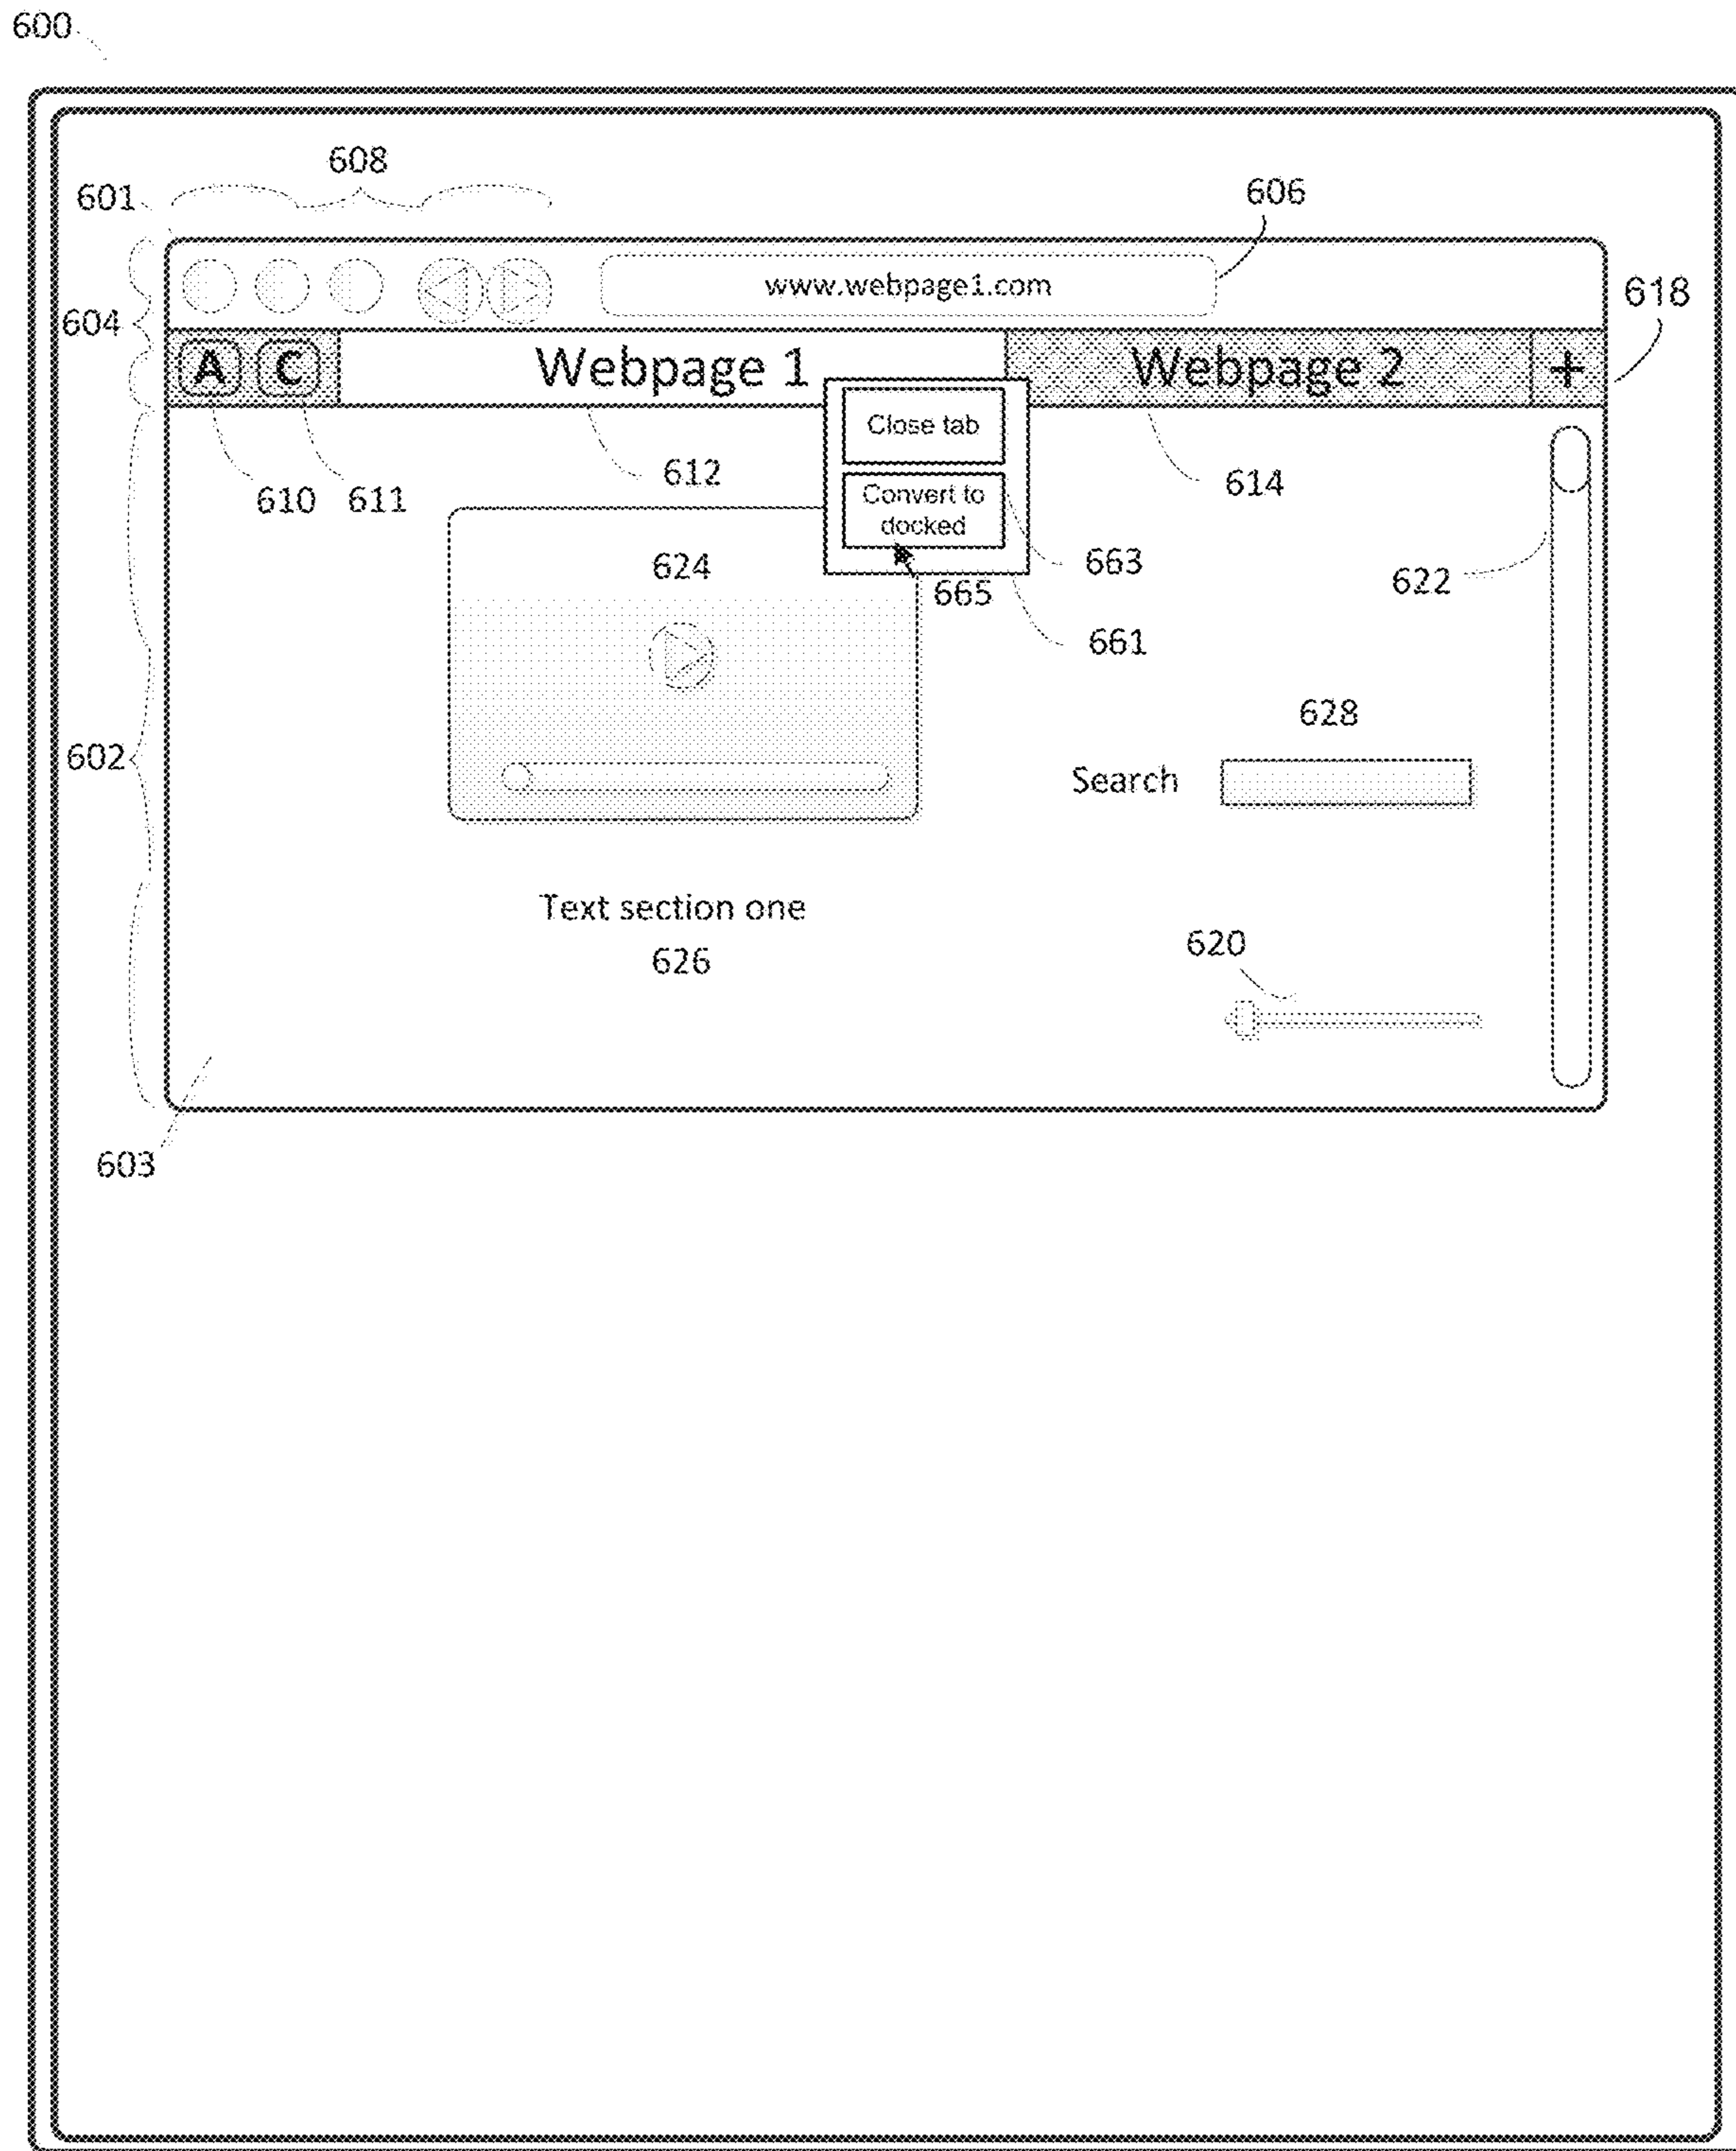 600
608
601
606
www.webpage1.com
618
604
A C Webpage 1 Webpage 2 +
Close tab
610 611 612 614
Convert to
docked
624 663 622
665
661
628
602
Search
Text section one
620
626
603